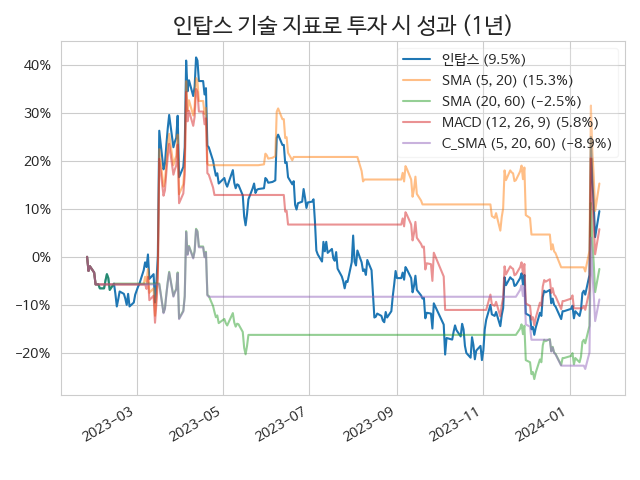 인탑스 기술 지표로 투자 시 성과 (1년)
인탑스 (9.5%)
SMA (5, 20) (15.3%)
SMA (20, 60) (−2.5%)
MACD (12, 26, 9) (5.8%)
C_SMA (5, 20, 60) (−8.9%)
40%
30%
20%
10%
0%
−10%
−20%
2023−03
2023−05
2023−07
2023−09
2023−11
2024−01